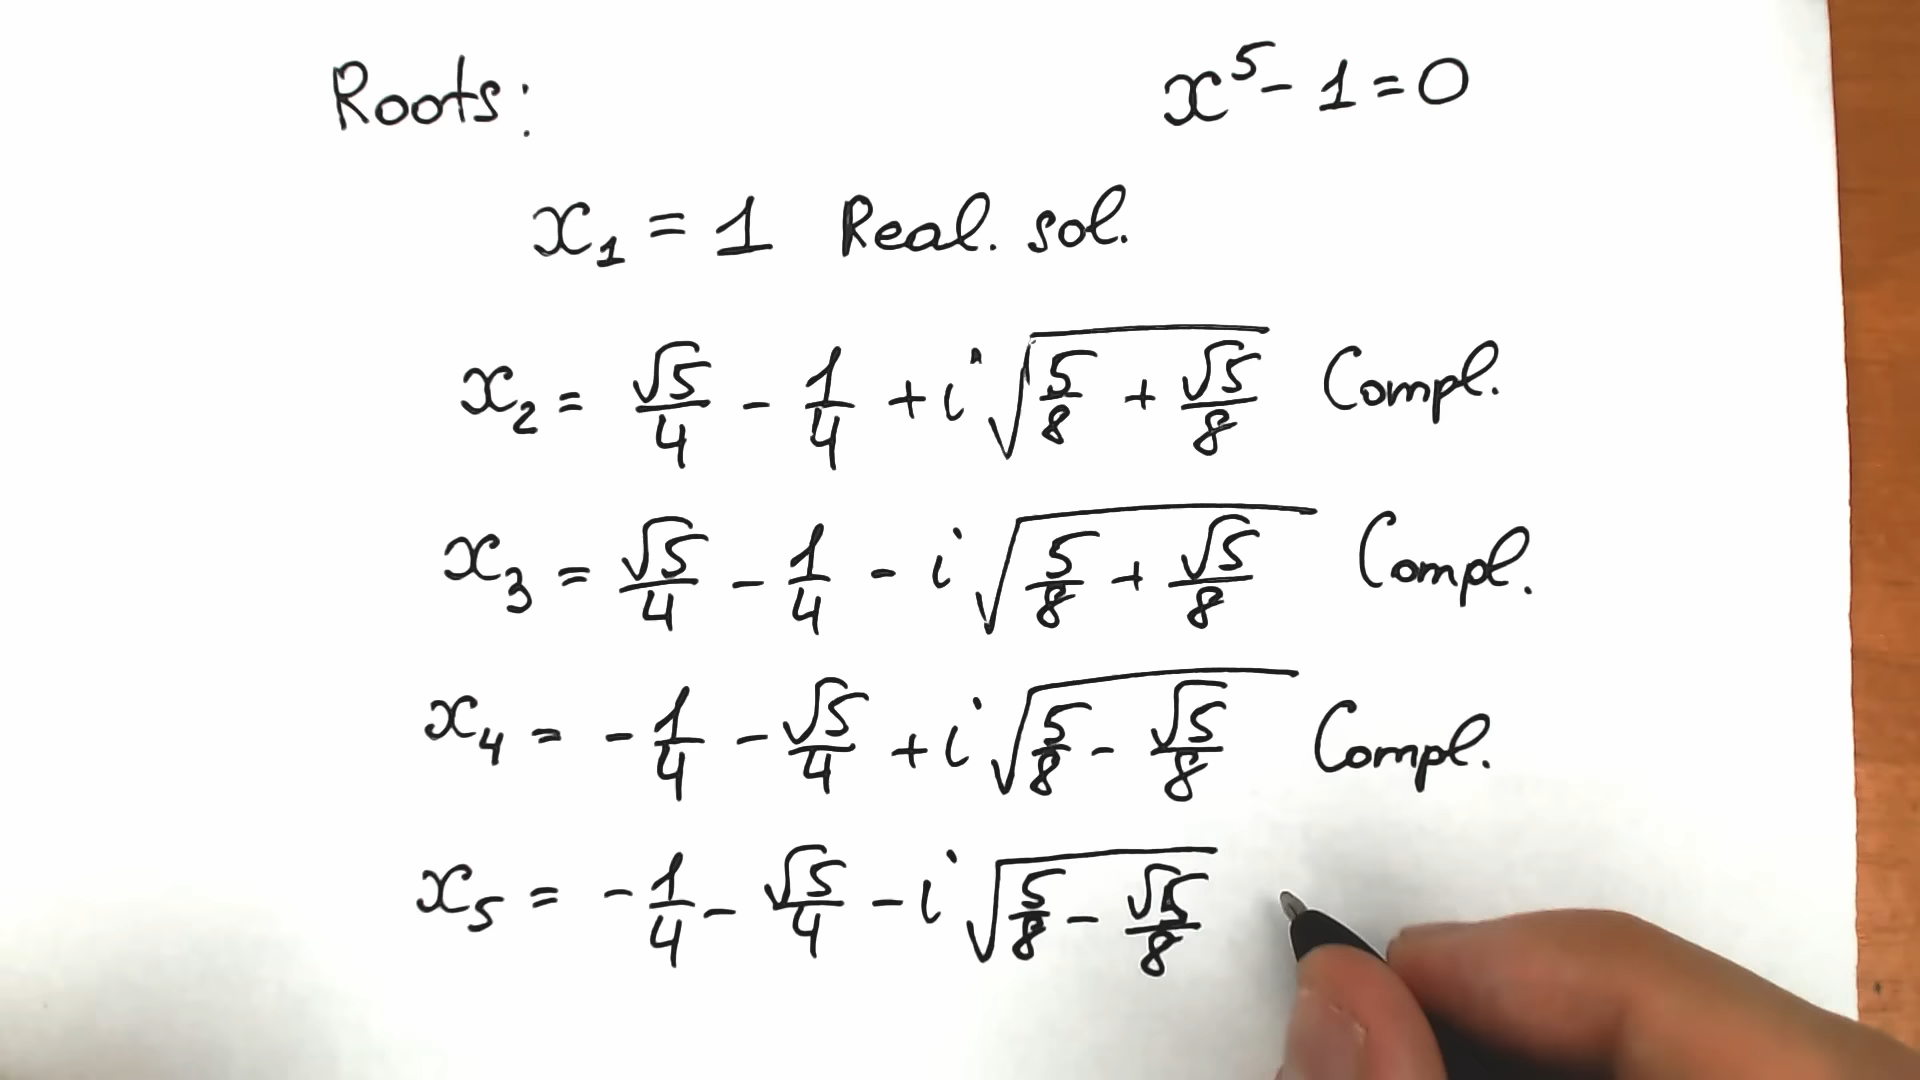 Roots: x⁵ - 1 = 0
x₁ = 1 Real. sol.
x₂ = √5/4 - 1/4 + i √(5/8 + √5/8) Compl.
x₃ = √5/4 - 1/4 - i √(5/8 + √5/8) Compl.
x₄ = - 1/4 - √5/4 + i √(5/8 - √5/8) Compl.
x₅ = - 1/4 - √5/4 - i √(5/8 - √5/8)